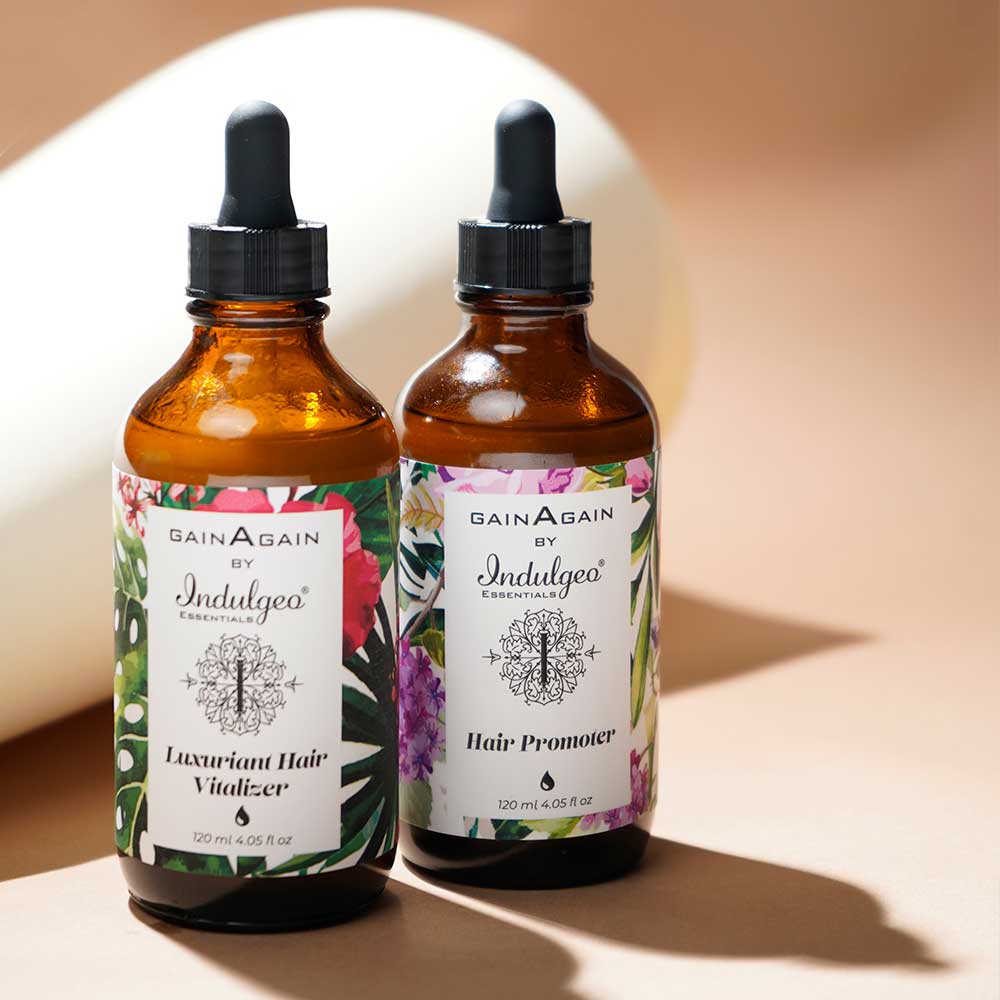 GAINAGAIN
BY
Indulgeo®
ESSENTIALS
Luxuriant Hair
Vitalizer
120 ml 4.05 fl oz
GAINAGAIN
BY
Indulgeo®
ESSENTIALS
Hair Promoter
120 ml 4.05 fl oz